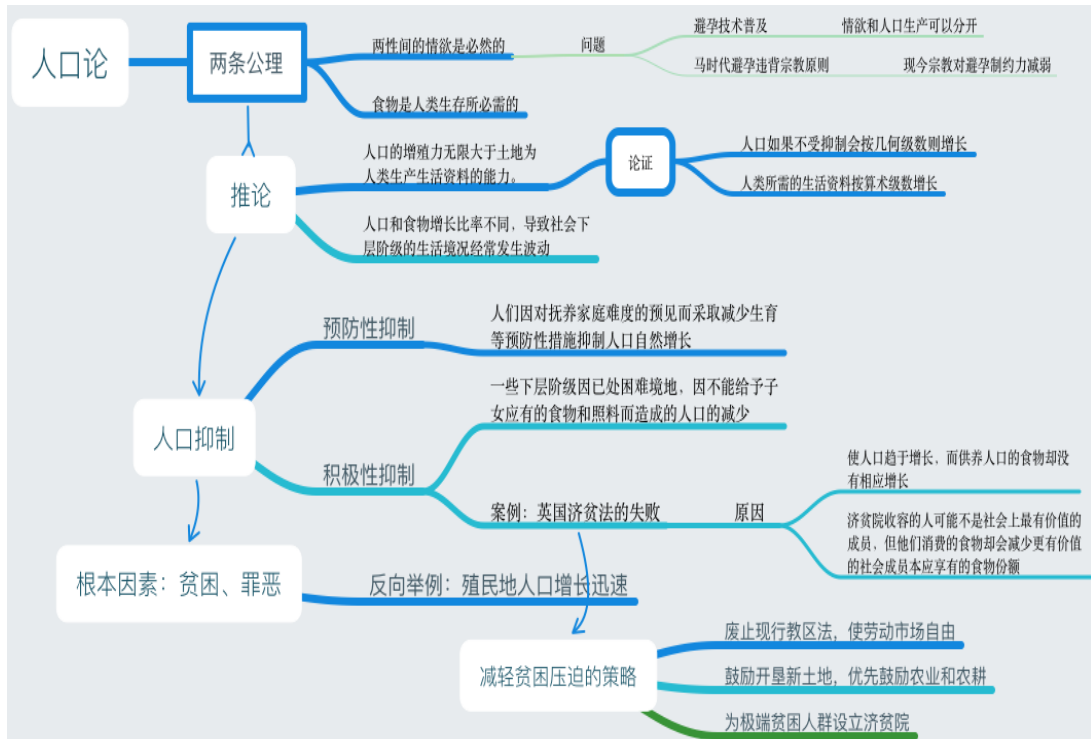 人口论
两条公理
两性间的情欲是必然的
问题
避孕技术普及
情欲和人口生产可以分开
马时代避孕违背宗教原则
现今宗教对避孕制约力减弱
食物是人类生存所必需的
推论
人口的增殖力无限大于土地为
人类生产生活资料的能力。
论证
人口如果不受抑制会按几何级数则增长
人类所需的生活资料按算术级数增长
人口和食物增长比率不同，导致社会下
层阶级的生活境况经常发生波动
人口抑制
预防性抑制
人们因对抚养家庭难度的预见而采取减少生育
等预防性措施抑制人口自然增长
积极性抑制
一些下层阶级因已处困难境地，因不能给予子
女应有的食物和照料而造成的人口的减少
案例：英国济贫法的失败
原因
使人口趋于增长，而供养人口的食物却没
有相应增长
济贫院收容的人可能不是社会上最有价值的
成员，但他们消费的食物却会减少更有价值
的社会成员本应享有的食物份额
根本因素：贫困、罪恶
反向举例：殖民地人口增长迅速
减轻贫困压迫的策略
废止现行教区法，使劳动市场自由
鼓励开垦新土地，优先鼓励农业和农耕
为极端贫困人群设立济贫院